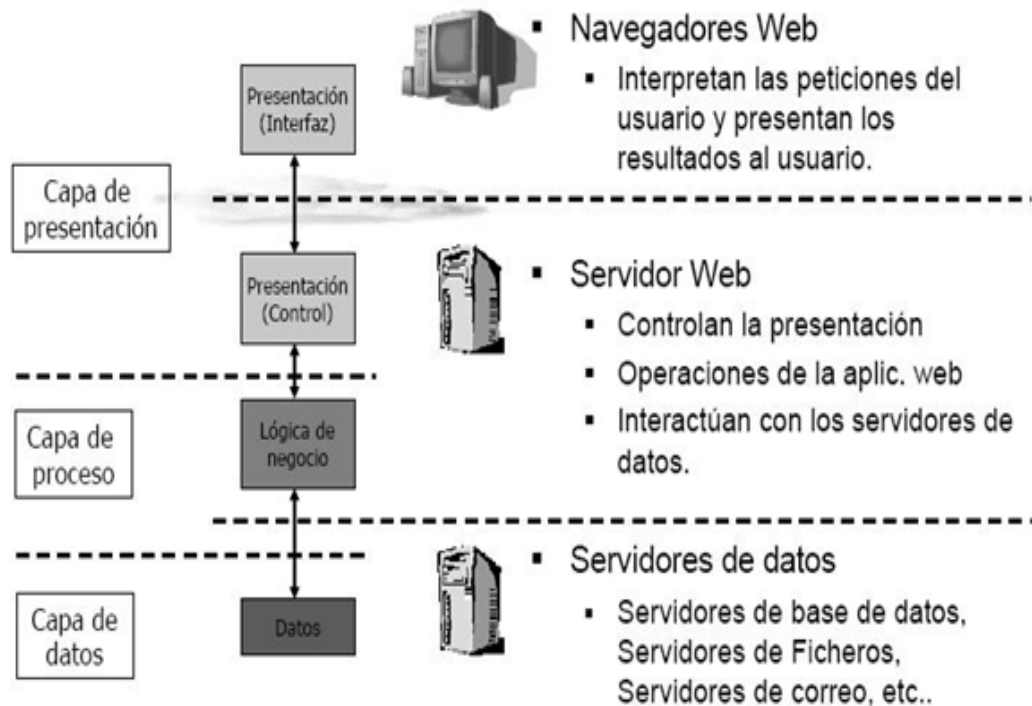 Presentación
(Interfaz)
▪ Navegadores Web
▪ Interpretan las peticiones del
usuario y presentan los
resultados al usuario.
Capa de
presentación
Presentación
(Control)
▪ Servidor Web
▪ Controlan la presentación
▪ Operaciones de la aplic. web
▪ Interactúan con los servidores de
datos.
Capa de
proceso
Lógica de
negocio
Capa de
datos
Datos
▪ Servidores de datos
▪ Servidores de base de datos,
Servidores de Ficheros,
Servidores de correo, etc..